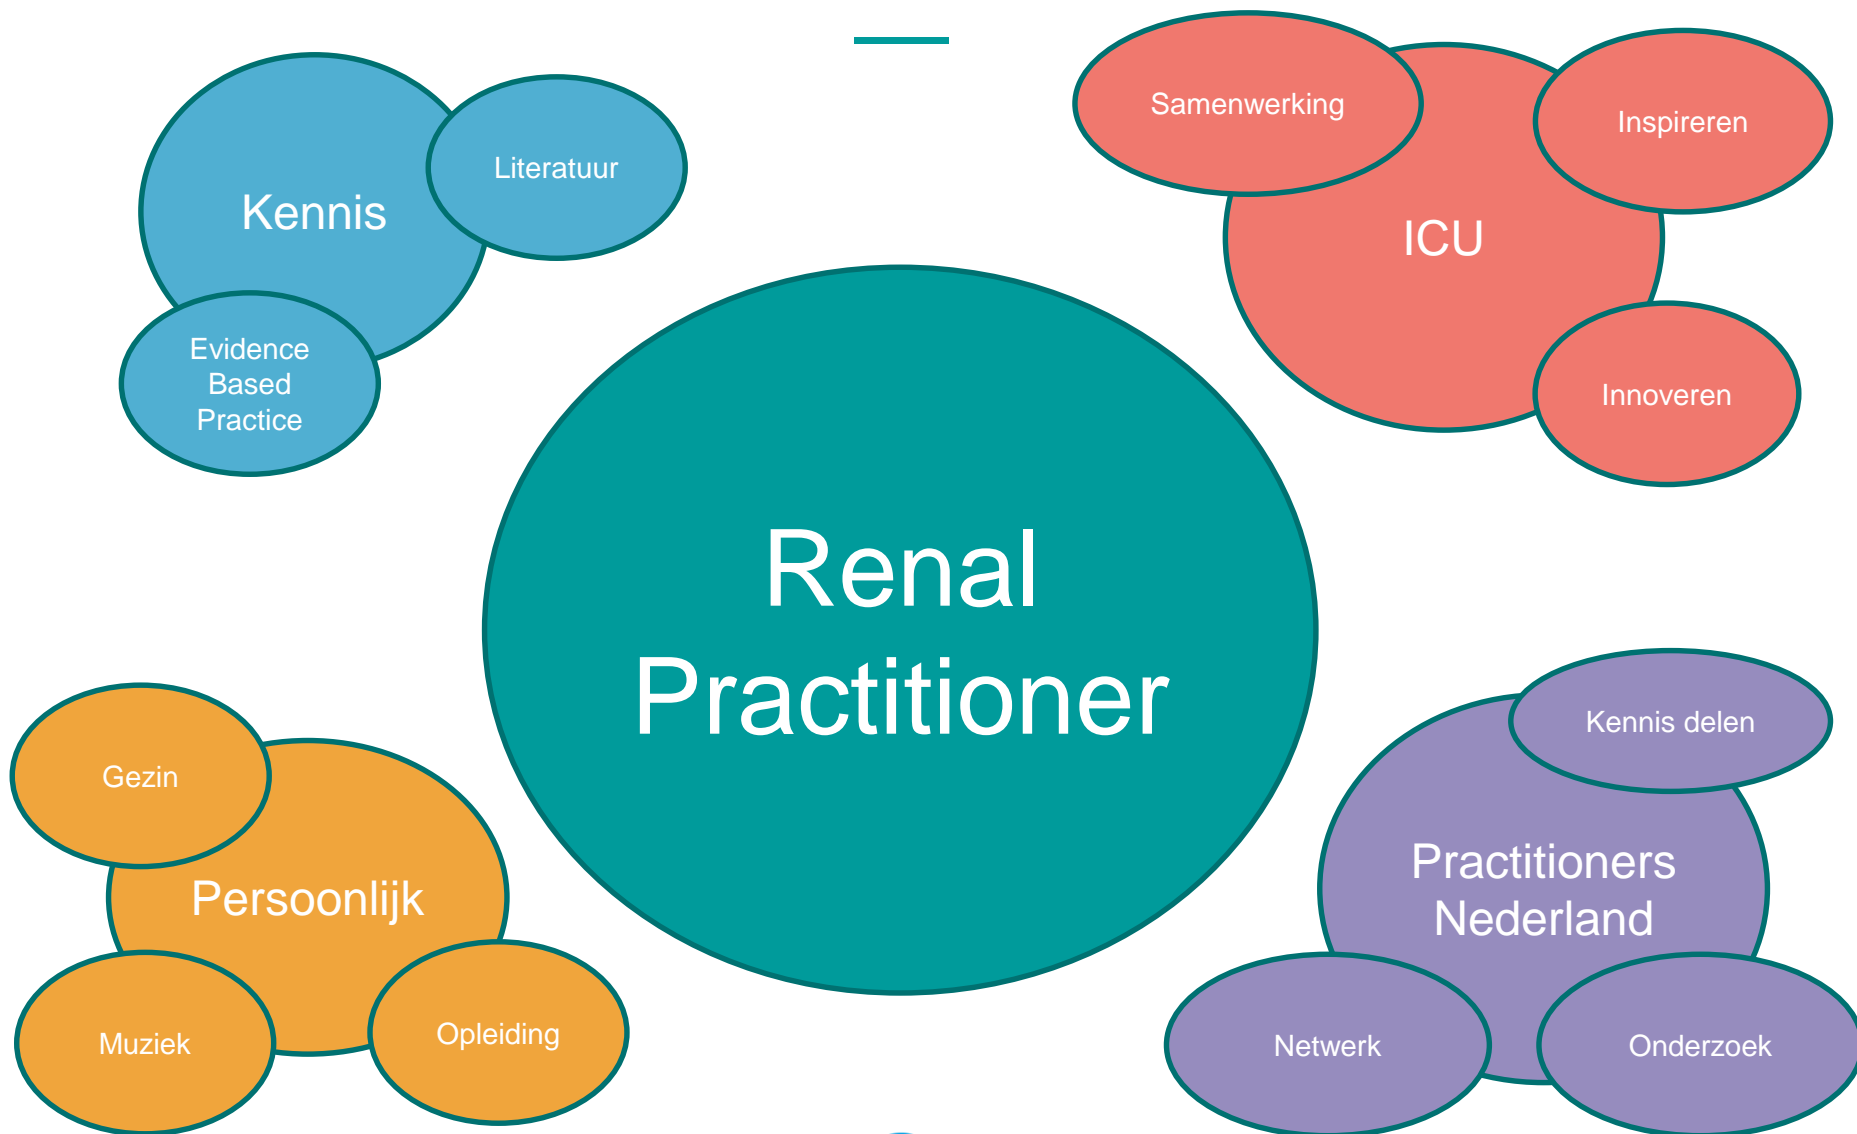 Kennis
Literatuur
Evidence
Based
Practice
Samenwerking
Inspireren
ICU
Innoveren
Renal
Practitioner
Gezin
Persoonlijk
Muziek
Opleiding
Kennis delen
Practitioners
Nederland
Netwerk
Onderzoek